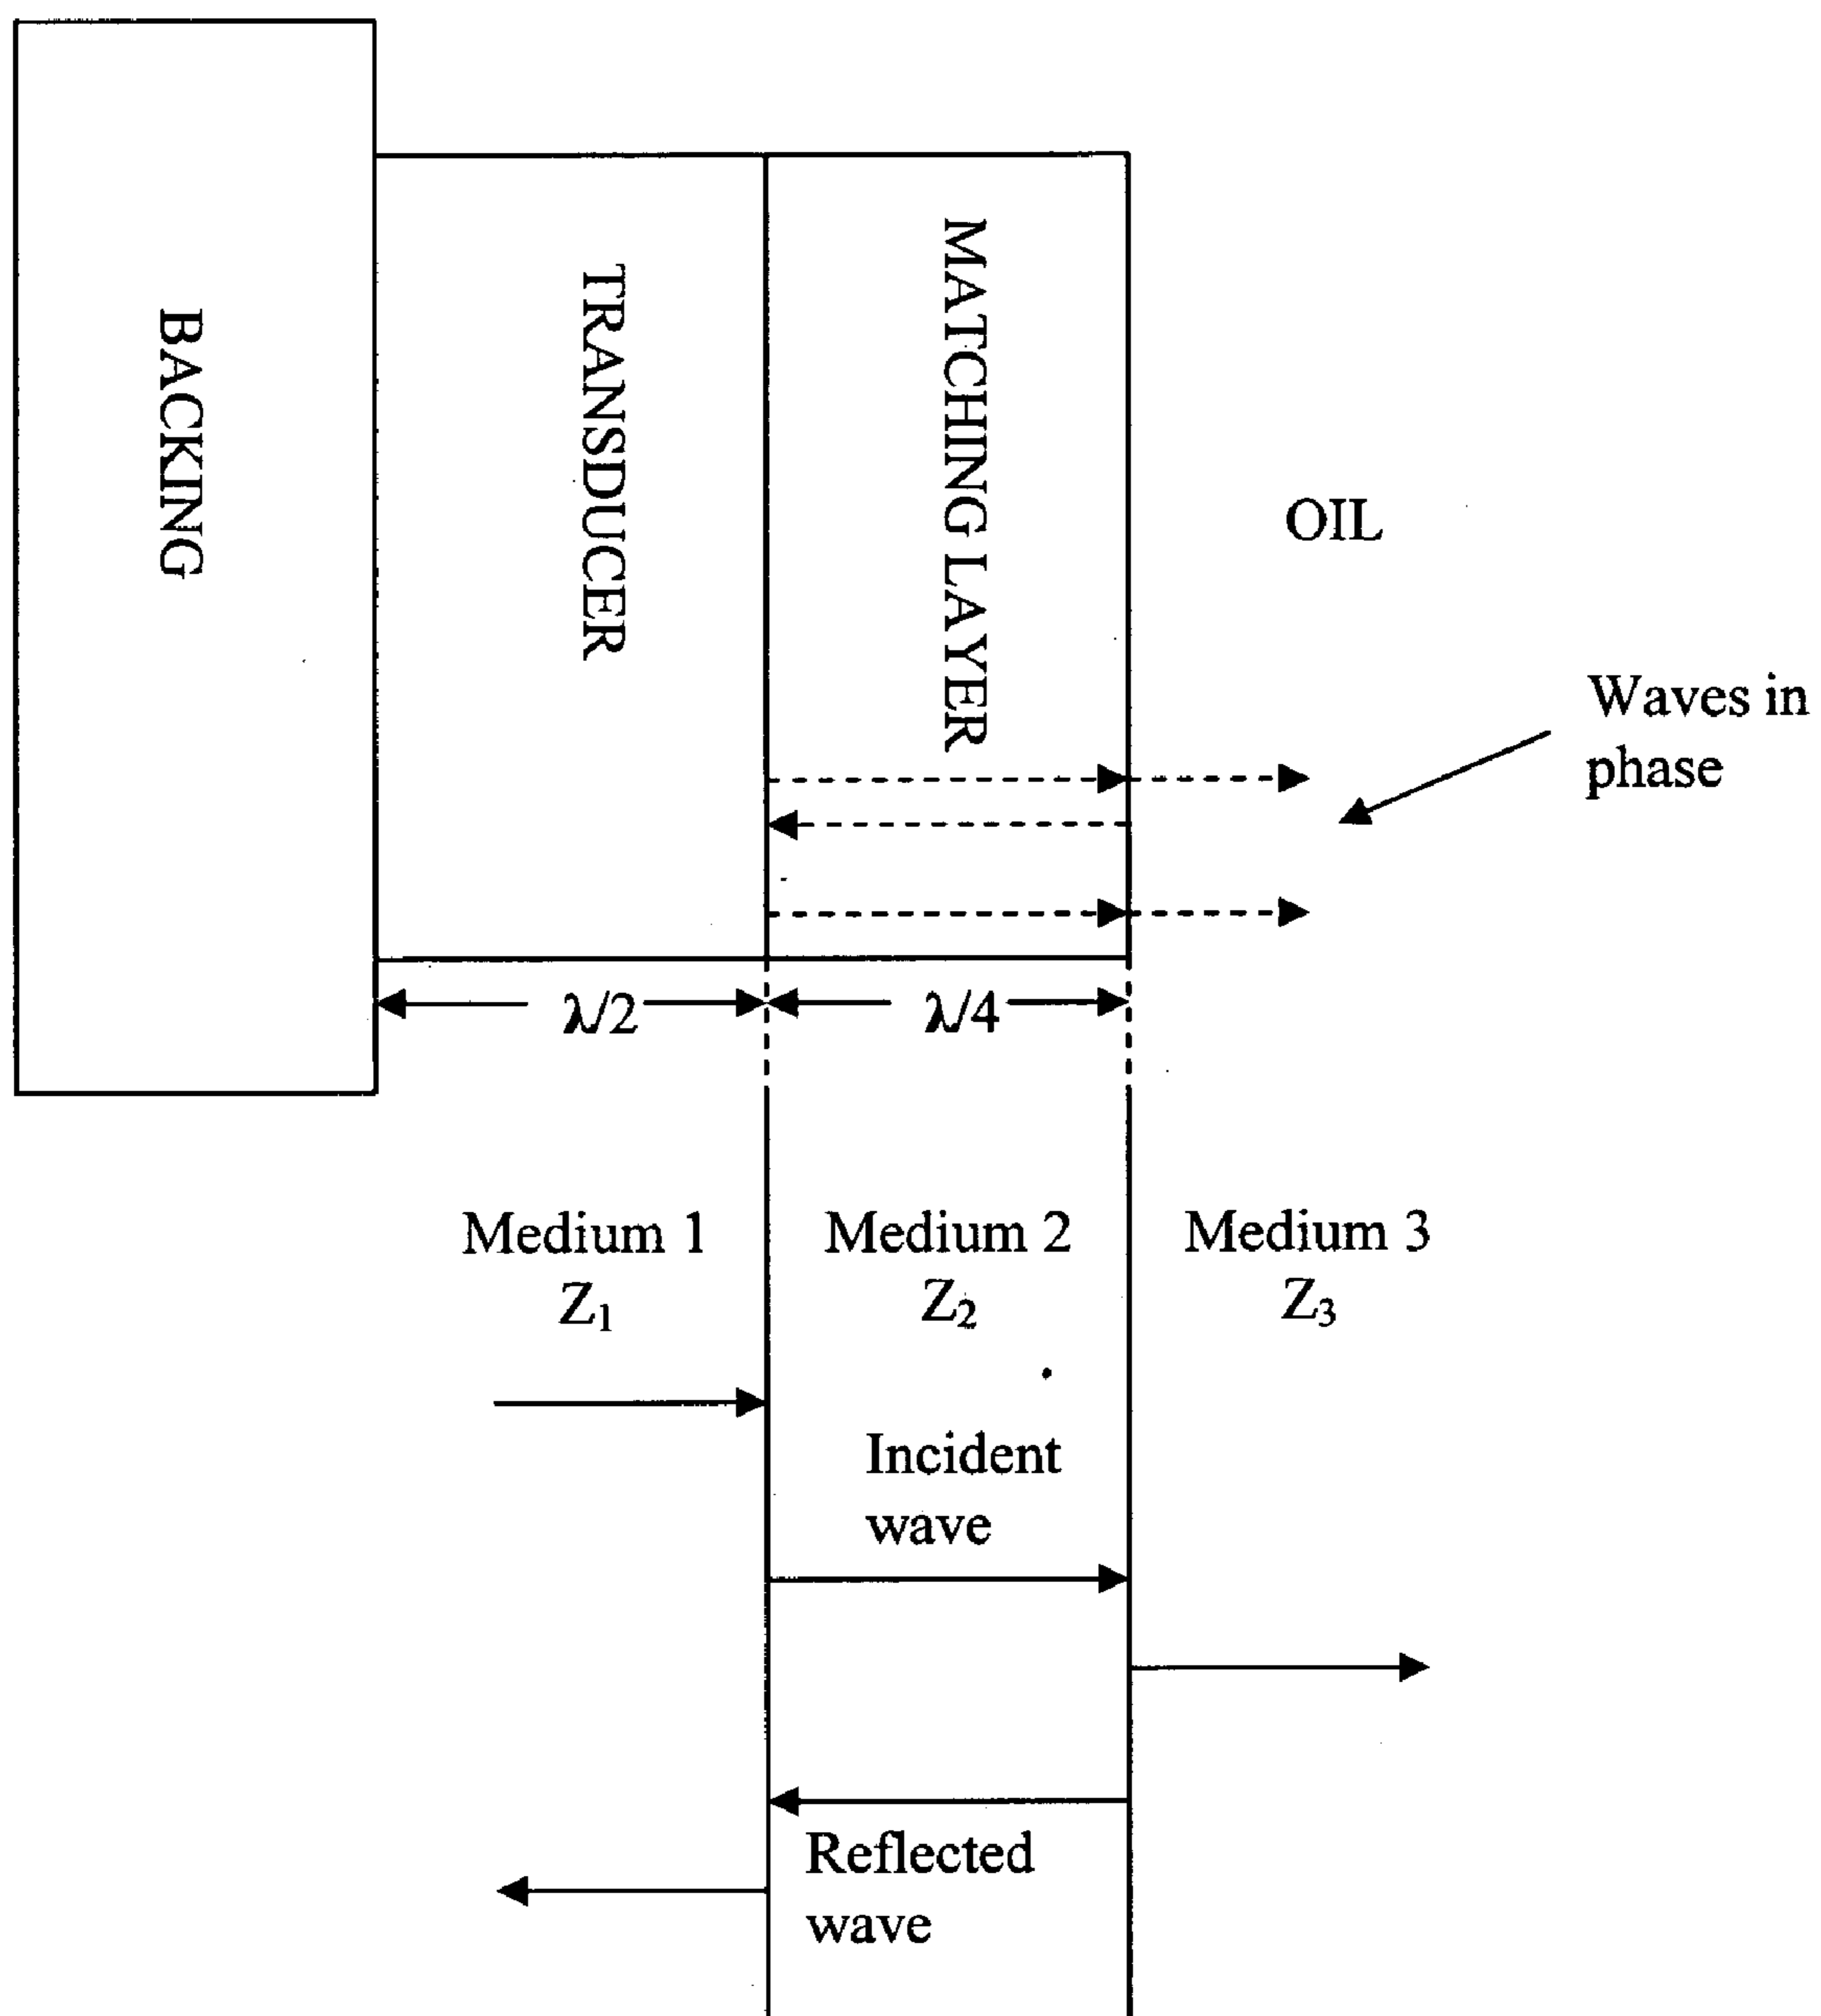 BACKING
TRANSDUCER
MATCHING LAYER
OIL
Waves in
phase
λ/2
λ/4
Medium 1
Z₁
Medium 2
Z₂
Medium 3
Z₃
Incident
wave
Reflected
wave